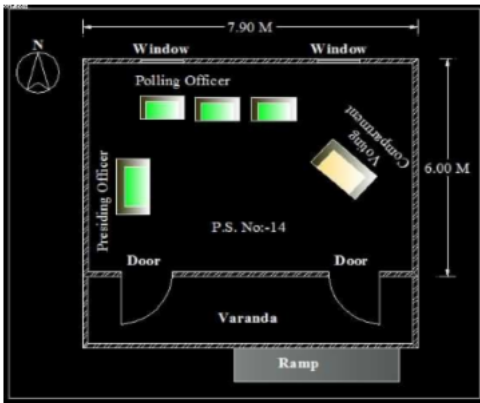 7.90 M
N
Window
Window
Polling Officer
Voting
Compartment
6.00 M
Presiding Officer
P.S. No:-14
Door
Door
Varanda
Ramp